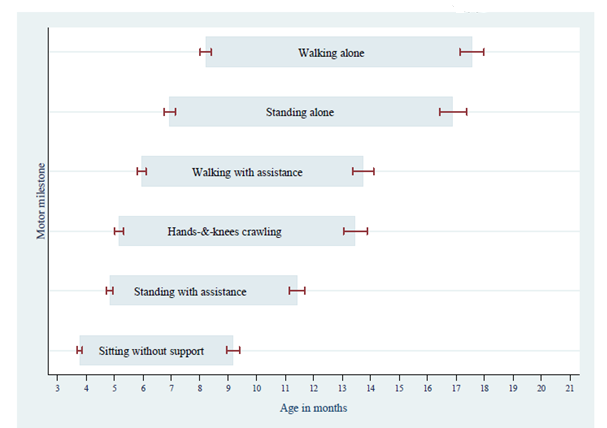 Walking alone
Standing alone
Walking with assistance
Hands-&-knees crawling
Standing with assistance
Sitting without support
Motor milestone
3 4 5 6 7 8 9 10 11 12 13 14 15 16 17 18 19 20 21
Age in months